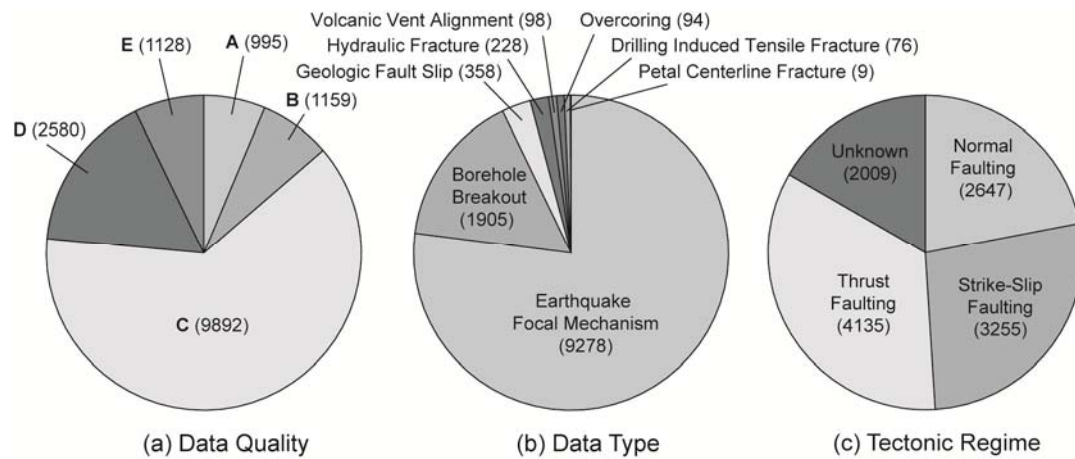 E (1128)
A (995)
B (1159)
D (2580)
C (9892)
(a) Data Quality
Volcanic Vent Alignment (98)
Hydraulic Fracture (228)
Geologic Fault Slip (358)
Overcoring (94)
Drilling Induced Tensile Fracture (76)
Petal Centerline Fracture (9)
Borehole
Breakout
(1905)
Earthquake
Focal Mechanism
(9278)
(b) Data Type
Unknown
(2009)
Normal
Faulting
(2647)
Thrust
Faulting
(4135)
Strike-Slip
Faulting
(3255)
(c) Tectonic Regime